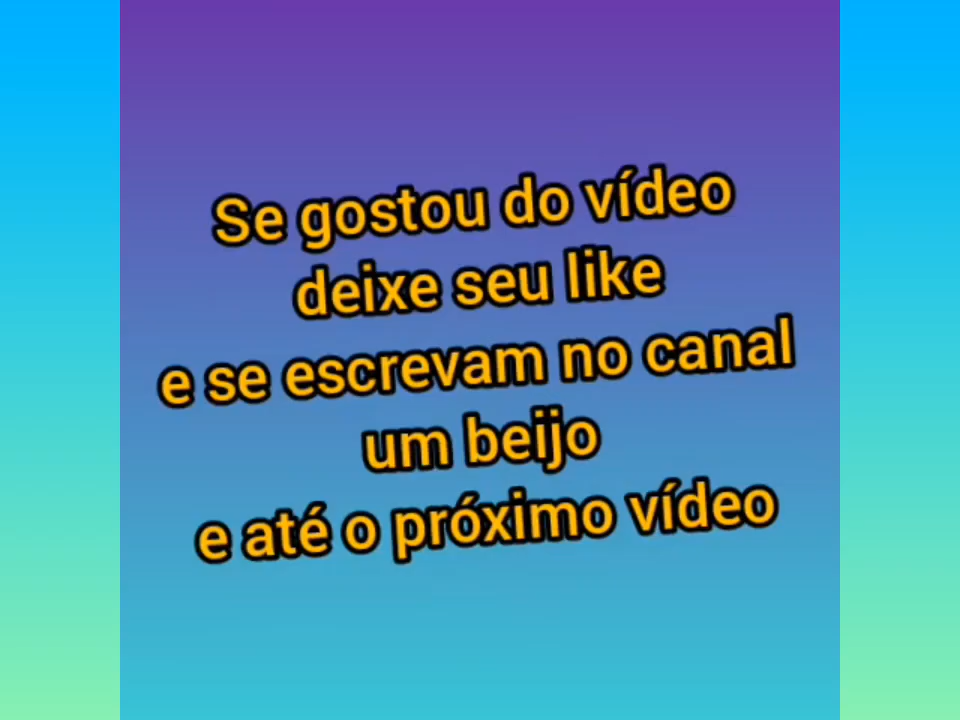 Se gostou do vídeo
deixe seu like
e se escrevam no canal
um beijo
e até o próximo vídeo